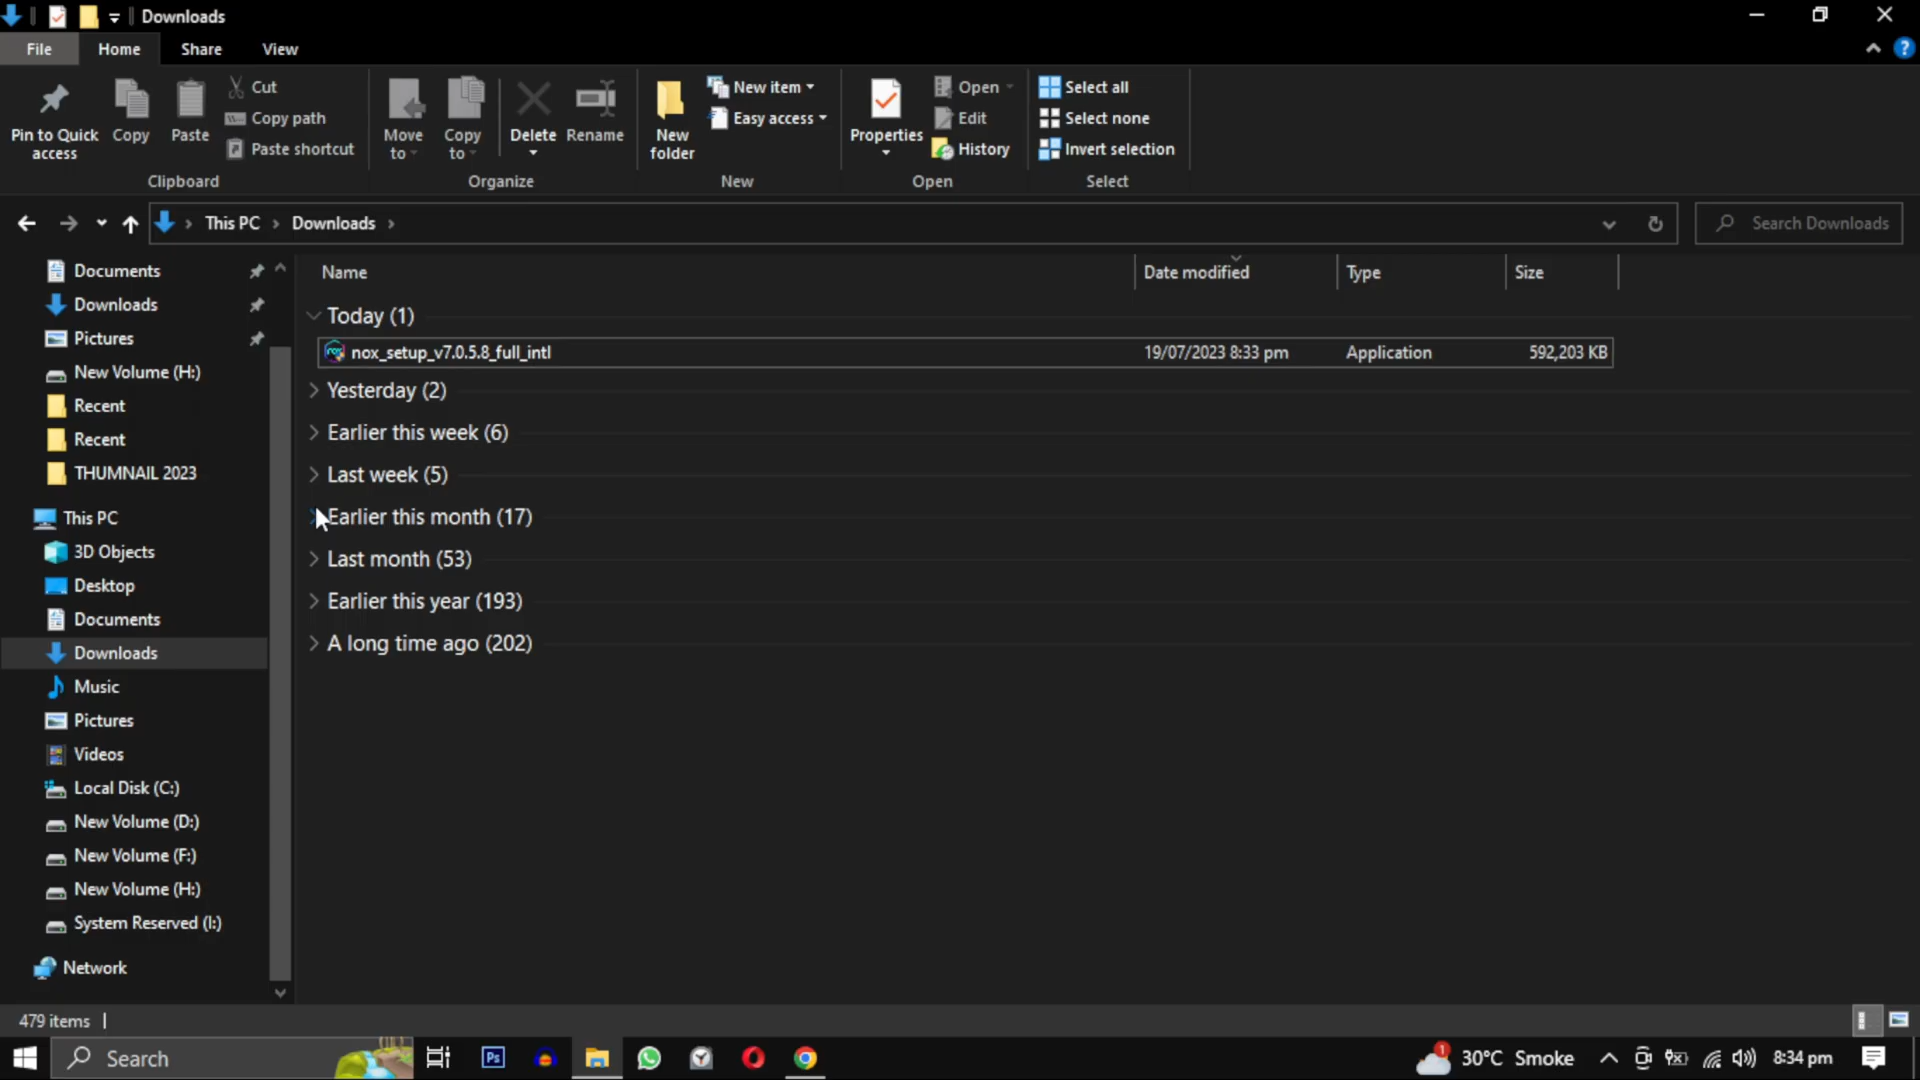 Downloads
File Home Share View
Pin to Quick access
Copy
Paste
Cut
Copy path
Paste shortcut
Clipboard
Move to
Copy to
Delete
Rename
Organize
New folder
New item
Easy access
New
Properties
Open
Edit
History
Open
Select all
Select none
Invert selection
Select
This PC Downloads
Search Downloads
Documents
Downloads
Pictures
New Volume (H:)
Recent
Recent
THUMNAIL 2023
This PC
3D Objects
Desktop
Documents
Downloads
Music
Pictures
Videos
Local Disk (C:)
New Volume (D:)
New Volume (F:)
New Volume (H:)
System Reserved (I:)
Network
Name Date modified Type Size
Today (1)
nox_setup_v7.0.5.8_full_intl 19/07/2023 8:33 pm Application 592,203 KB
Yesterday (2)
Earlier this week (6)
Last week (5)
Earlier this month (17)
Last month (53)
Earlier this year (193)
A long time ago (202)
479 items
Search
Ps
1
30°C Smoke
8:34 pm